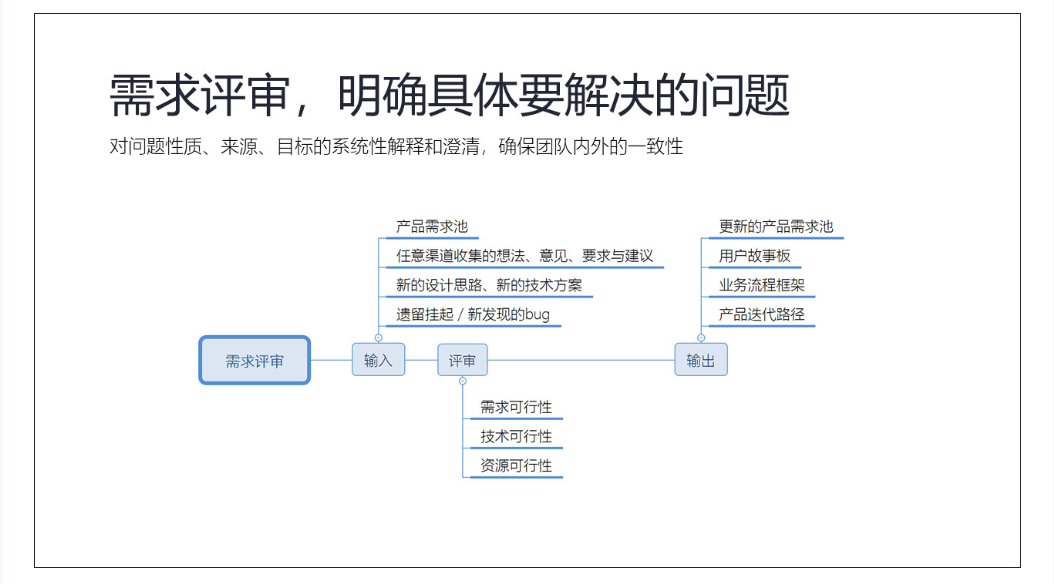 需求评审，明确具体要解决的问题
对问题性质、来源、目标的系统性解释和澄清，确保团队内外的一致性
产品需求池
任意渠道收集的想法、意见、要求与建议
新的设计思路、新的技术方案
遗留挂起 / 新发现的bug
更新的产品需求池
用户故事板
业务流程框架
产品迭代路径
需求评审
输入
评审
输出
需求可行性
技术可行性
资源可行性